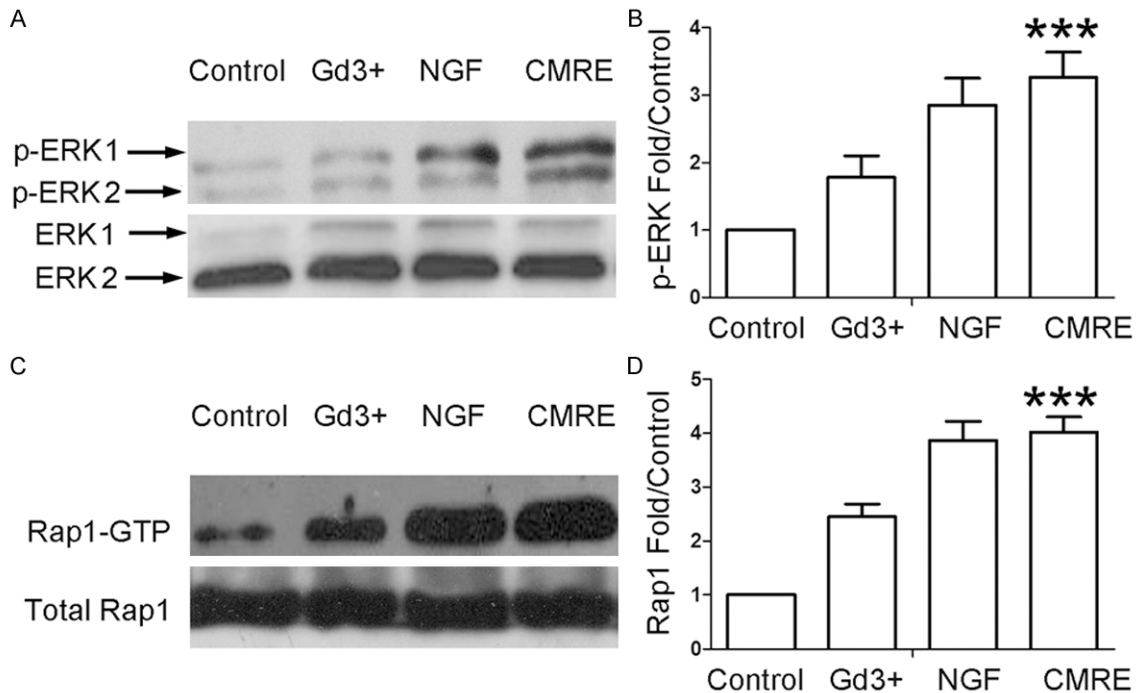 A
Control Gd3+ NGF CMRE
p-ERK1
p-ERK2
ERK1
ERK2
B
p-ERK Fold/Control
4
3
2
1
0
***
Control Gd3+ NGF CMRE
C
Control Gd3+ NGF CMRE
Rap1-GTP
Total Rap1
D
Rap1 Fold/Control
5
4
3
2
1
0
***
Control Gd3+ NGF CMRE